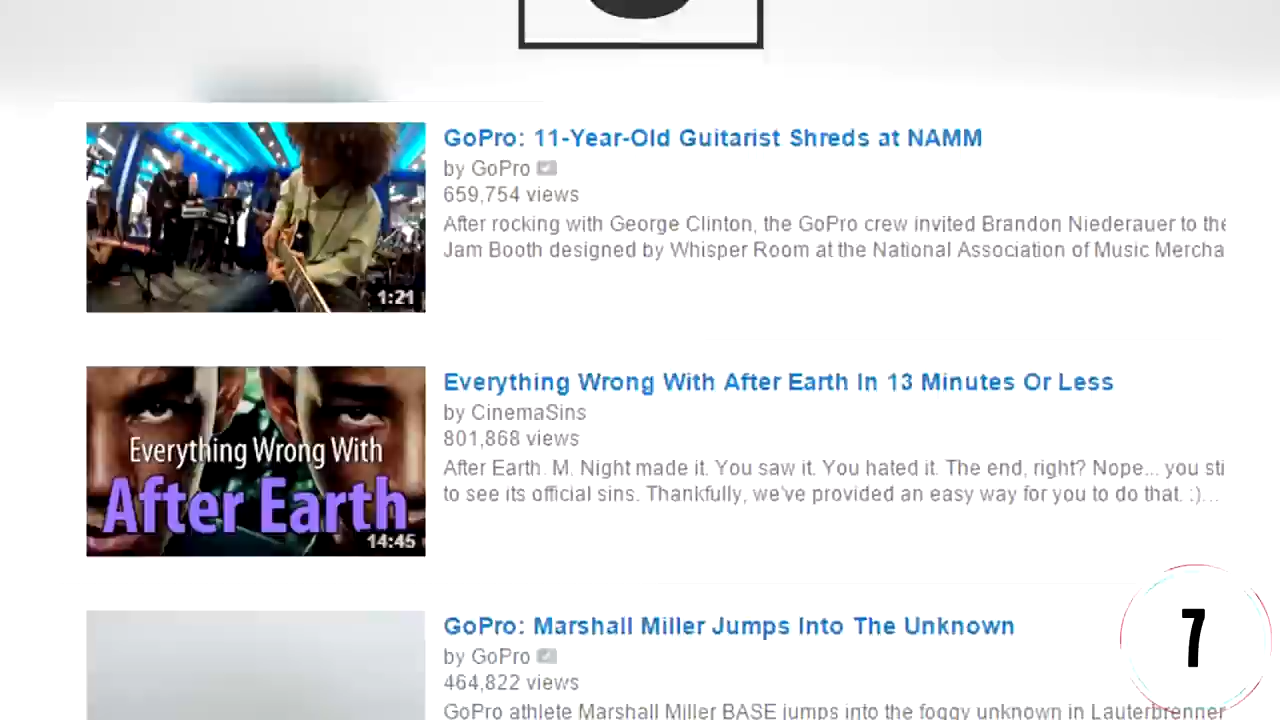 GoPro: 11-Year-Old Guitarist Shreds at NAMM
by GoPro
659,754 views
After rocking with George Clinton, the GoPro crew invited Brandon Niederauer to the
Jam Booth designed by Whisper Room at the National Association of Music Mercha
1:21
Everything Wrong With After Earth In 13 Minutes Or Less
by CinemaSins
801,868 views
After Earth. M. Night made it. You saw it. You hated it. The end, right? Nope... you sti
to see its official sins. Thankfully, we've provided an easy way for you to do that. :)...
Everything Wrong With
After Earth
14:45
GoPro: Marshall Miller Jumps Into The Unknown
by GoPro
464,822 views
GoPro athlete Marshall Miller BASE jumps into the foggy unknown in Lauterbrunnen
7